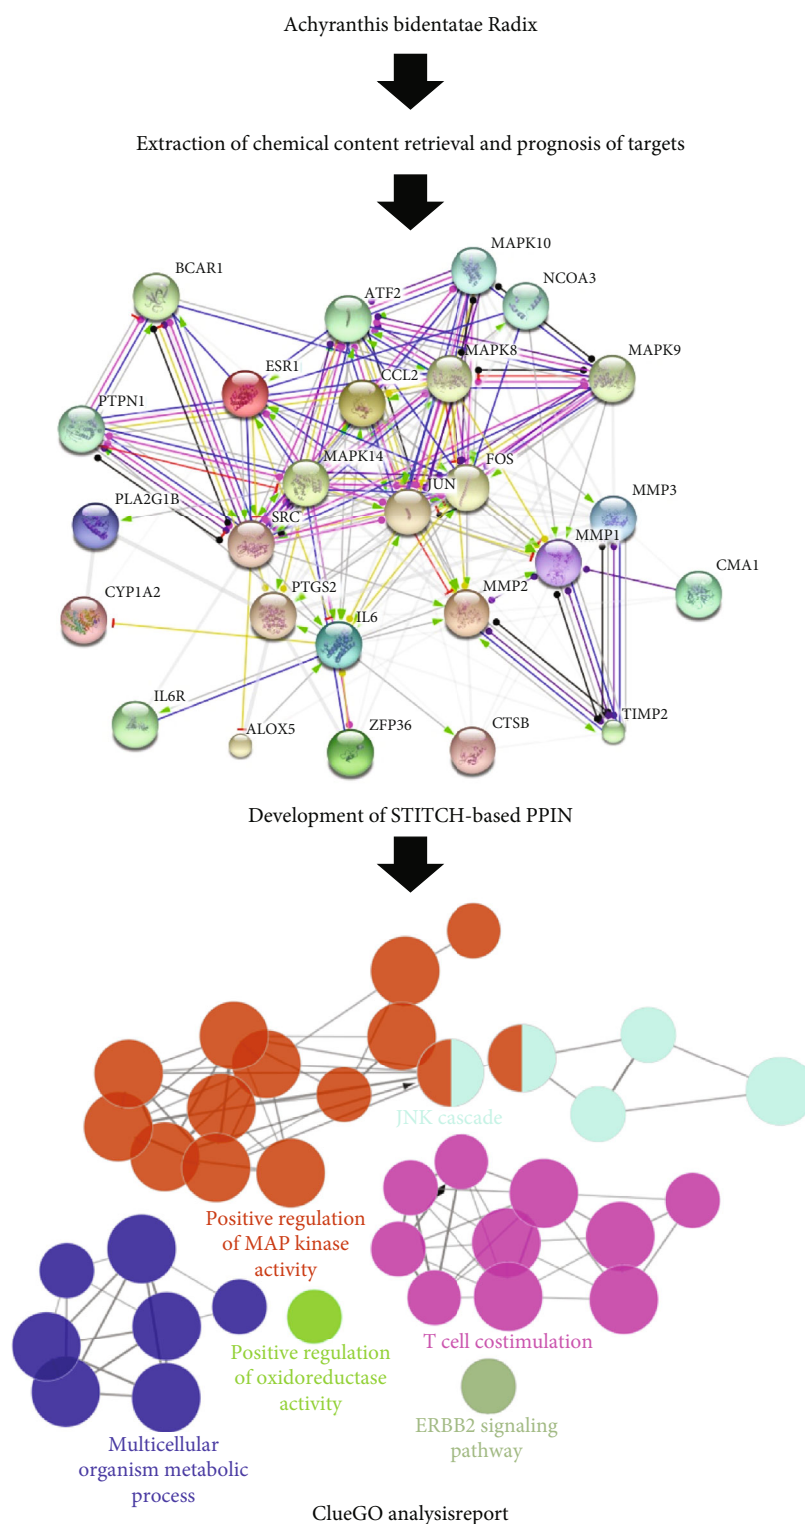 Achyranthis bidentatae Radix
Extraction of chemical content retrieval and prognosis of targets
MAPK10
BCAR1
NCOA3
ATF2
MAPK8
MAPK9
ESR1
CCL2
PTPN1
MAPK14
FOS
JUN
PLA2G1B
MMP3
SRC
MMP1
CMA1
PTGS2
MMP2
CYP1A2
IL6
IL6R
TIMP2
ALOX5
ZFP36
CTSB
Development of STITCH-based PPIN
JNK cascade
Positive regulation
of MAP kinase
activity
T cell costimulation
Positive regulation
of oxidoreductase
activity
ERBB2 signaling
pathway
Multicellular
organism metabolic
process
ClueGO analysisreport